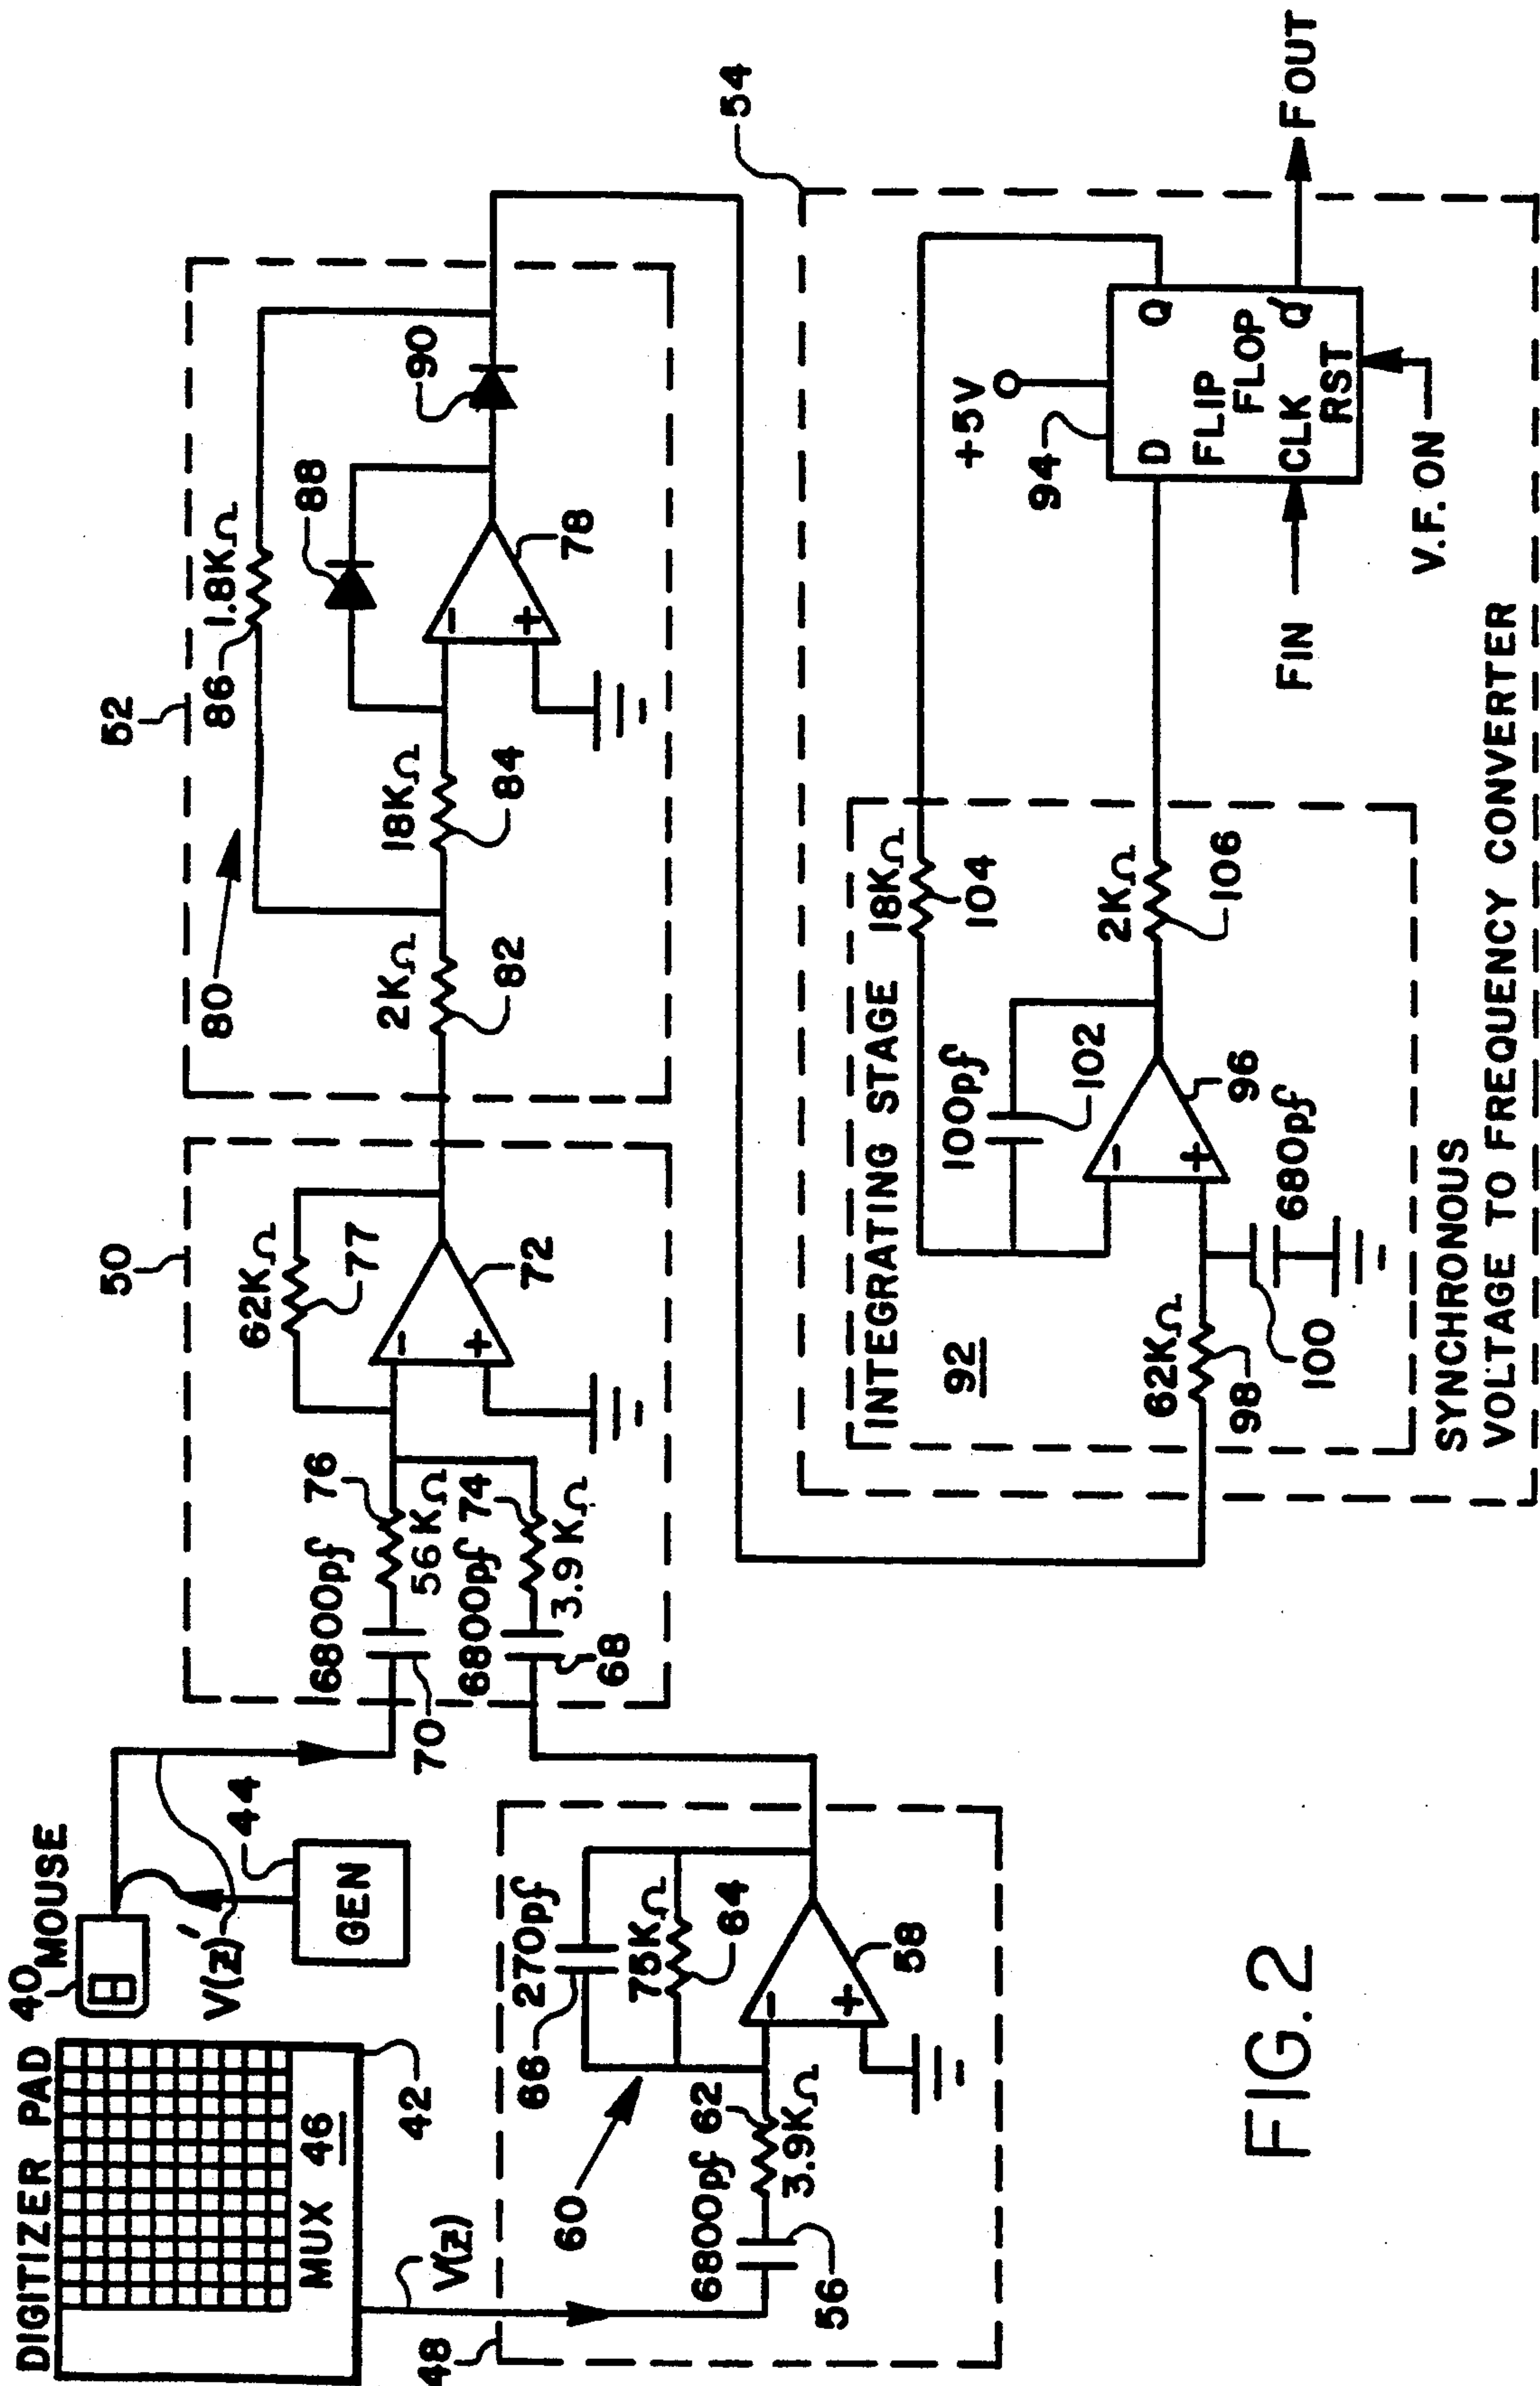 DIGITIZER PAD
MUX 46
42
40
MOUSE
V(z)'
44
GEN
V(z)
48
60
6800pf
56
62
3.9KΩ
66
270pf
75KΩ
64
58
-
+
50
6800pf
70
76
56KΩ
6800pf
68
74
3.9KΩ
62KΩ
77
72
-
+
52
80
2KΩ
82
18KΩ
84
86
1.8KΩ
88
90
78
-
+
54
INTEGRATING STAGE
92
62KΩ
98
100
680pf
100pf
102
96
-
+
18KΩ
104
2KΩ
106
SYNCHRONOUS
VOLTAGE TO FREQUENCY CONVERTER
+5V
94
D
Q
FLIP
FLOP
CLK
Q'
RST
FIN
V.F.ON
F OUT
FIG. 2